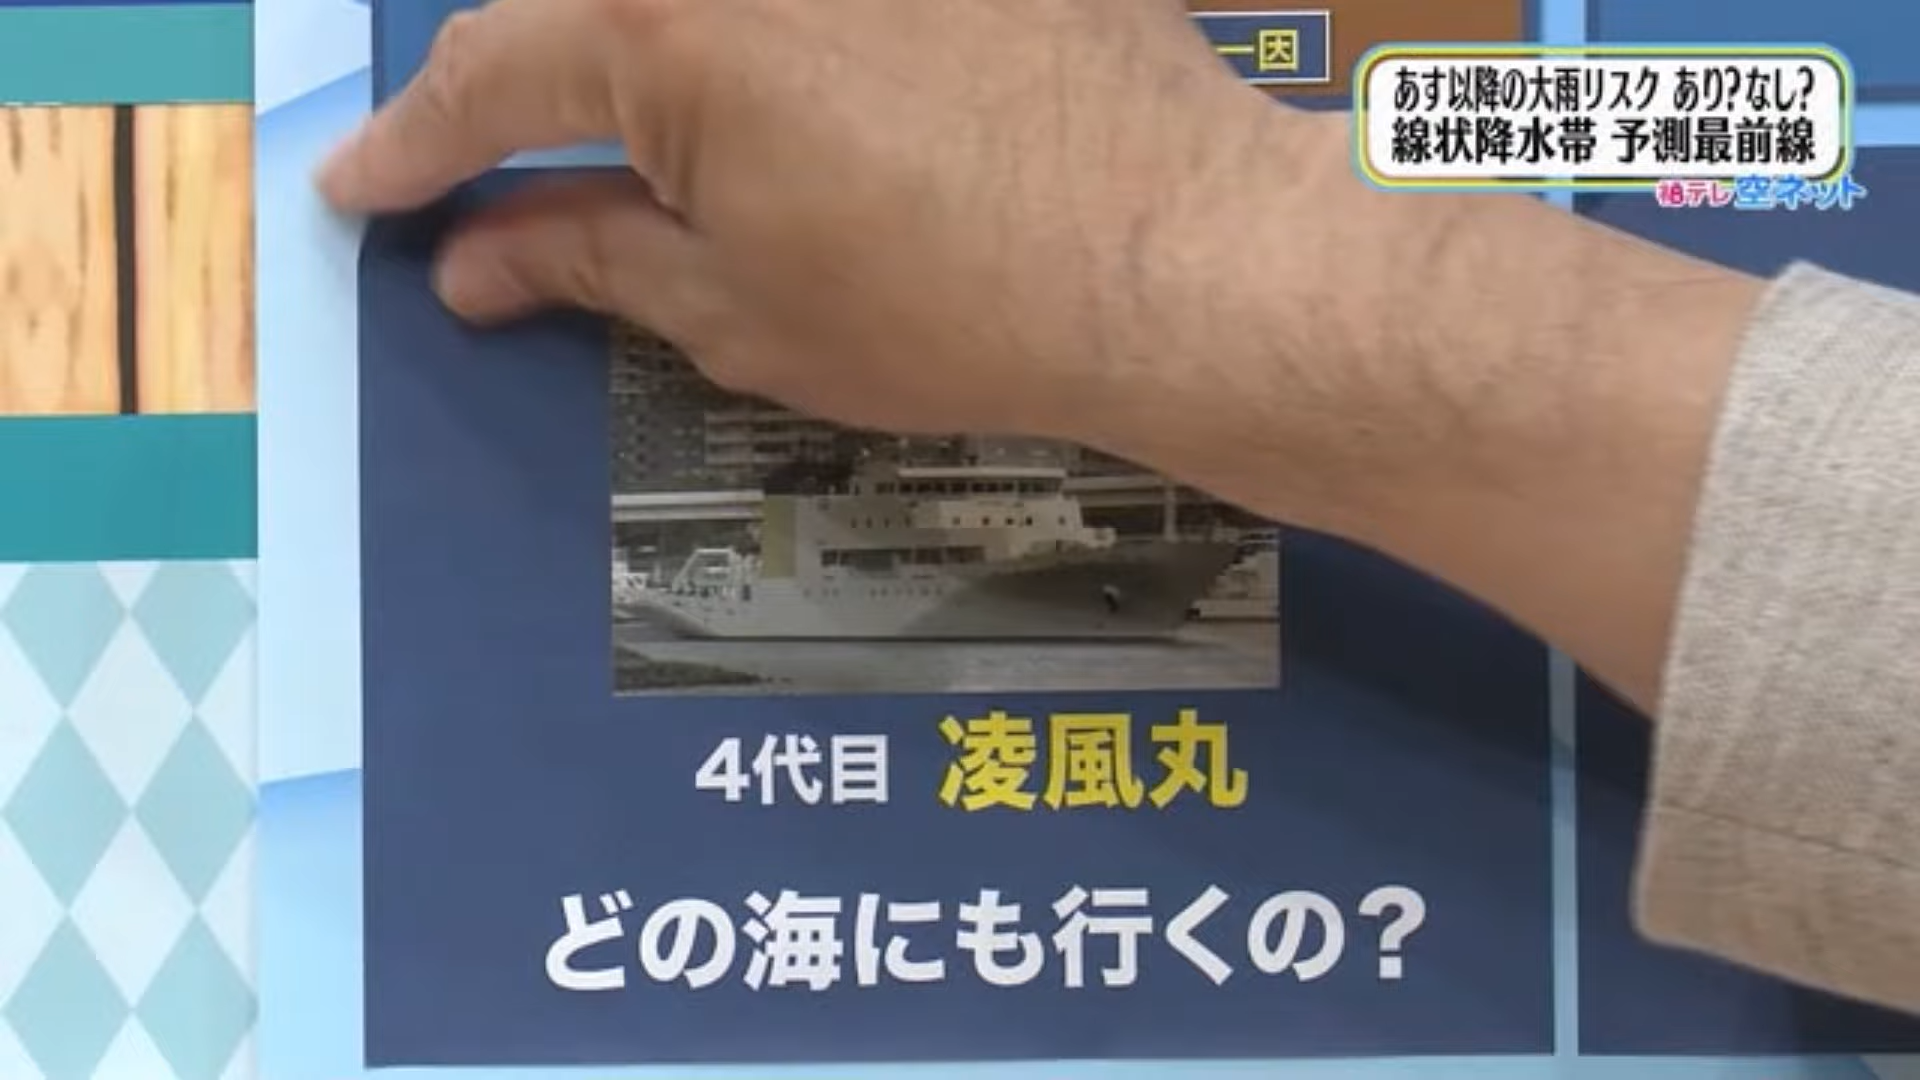 一因
あす以降の大雨リスク あり?なし?
線状降水帯 予測最前線
福テレ空ネット
4代目 凌風丸
どの海にも行くの?